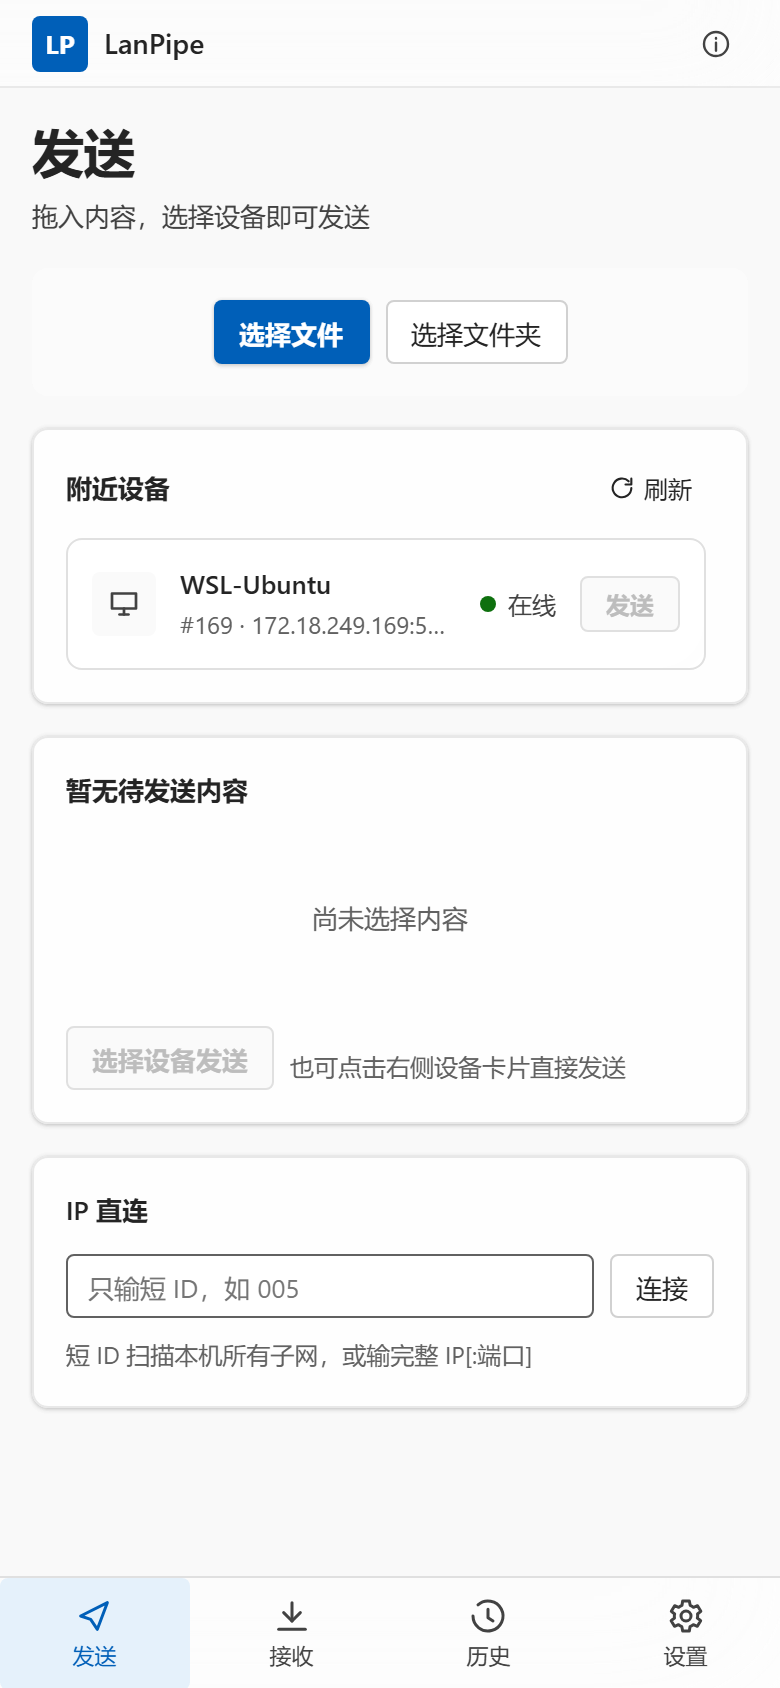 LP LanPipe
发送
拖入内容，选择设备即可发送
选择文件 选择文件夹
附近设备 刷新
WSL-Ubuntu
#169 · 172.18.249.169:5...
在线 发送
暂无待发送内容
尚未选择内容
选择设备发送 也可点击右侧设备卡片直接发送
IP 直连
只输短 ID，如 005 连接
短 ID 扫描本机所有子网，或输完整 IP[:端口]
发送 接收 历史 设置